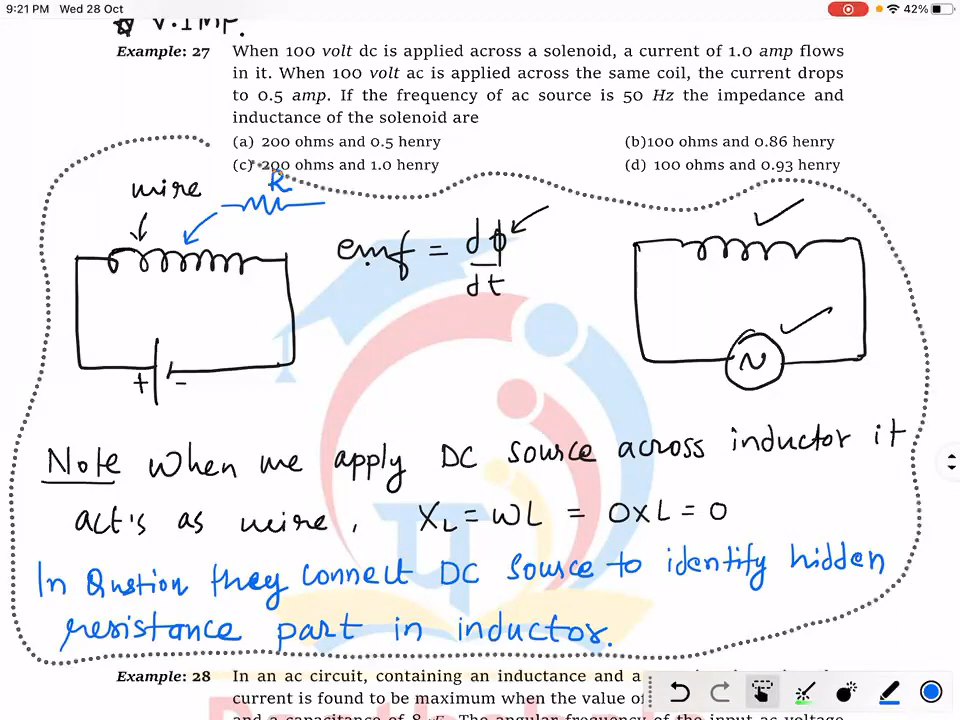 9:21 PM Wed 28 Oct
42%
V.Imp.
Example: 27 When 100 volt dc is applied across a solenoid, a current of 1.0 amp flows
in it. When 100 volt ac is applied across the same coil, the current drops
to 0.5 amp. If the frequency of ac source is 50 Hz the impedance and
inductance of the solenoid are
(a) 200 ohms and 0.5 henry (b)100 ohms and 0.86 henry
(c) 200 ohms and 1.0 henry (d) 100 ohms and 0.93 henry
wire
R
emf = dφ
dt
+ -
N
Note When we apply DC source across inductor it
act's as wire, XL = WL = 0xL = 0
In Qustion they connect DC source to identify hidden
resistance part in inductor.
Example: 28 In an ac circuit, containing an inductance and a
current is found to be maximum when the value of
and a capacitance of 8 The angular frequency of the input ac voltage